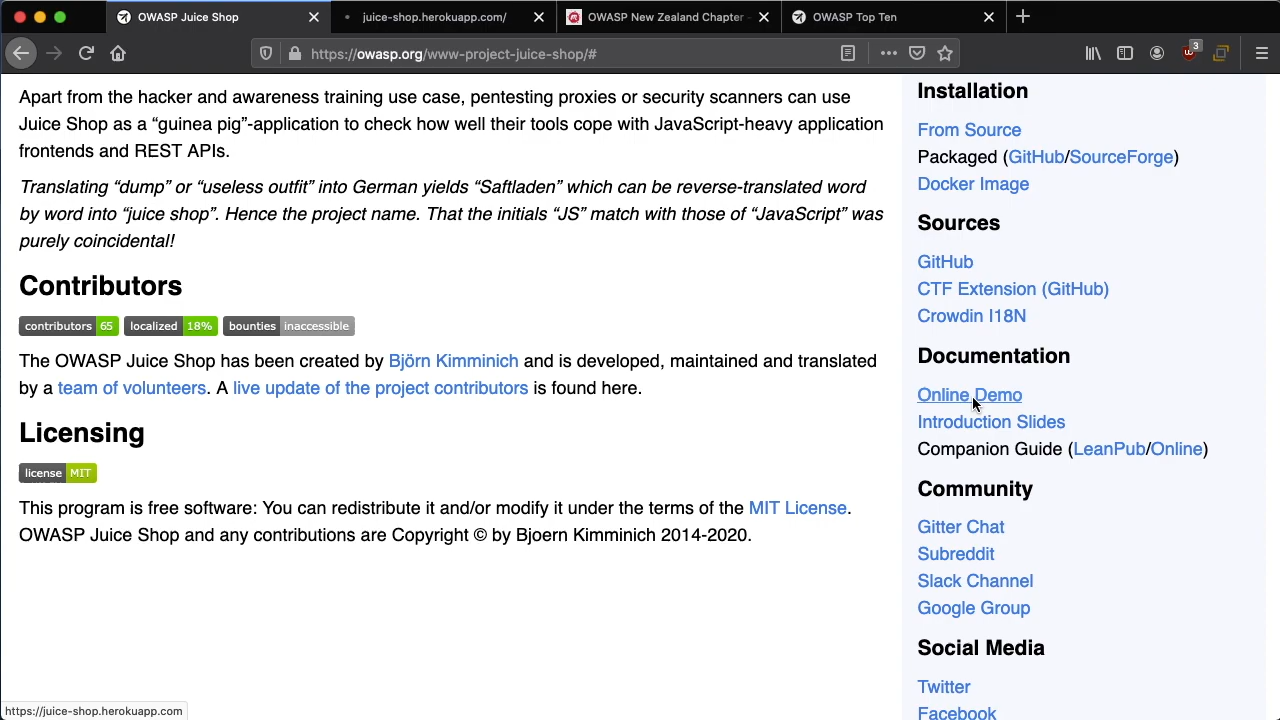 OWASP Juice Shop
juice-shop.herokuapp.com/
OWASP New Zealand Chapter -
OWASP Top Ten
https://owasp.org/www-project-juice-shop/#
3
Apart from the hacker and awareness training use case, pentesting proxies or security scanners can use
Juice Shop as a “guinea pig”-application to check how well their tools cope with JavaScript-heavy application
frontends and REST APIs.
Translating “dump” or “useless outfit” into German yields “Saftladen” which can be reverse-translated word
by word into “juice shop”. Hence the project name. That the initials “JS” match with those of “JavaScript” was
purely coincidental!
Contributors
contributors 65 localized 18% bounties inaccessible
The OWASP Juice Shop has been created by Björn Kimminich and is developed, maintained and translated
by a team of volunteers. A live update of the project contributors is found here.
Licensing
license MIT
This program is free software: You can redistribute it and/or modify it under the terms of the MIT License.
OWASP Juice Shop and any contributions are Copyright © by Bjoern Kimminich 2014-2020.
https://juice-shop.herokuapp.com
Installation
From Source
Packaged (GitHub/SourceForge)
Docker Image
Sources
GitHub
CTF Extension (GitHub)
Crowdin I18N
Documentation
Online Demo
Introduction Slides
Companion Guide (LeanPub/Online)
Community
Gitter Chat
Subreddit
Slack Channel
Google Group
Social Media
Twitter
Facebook